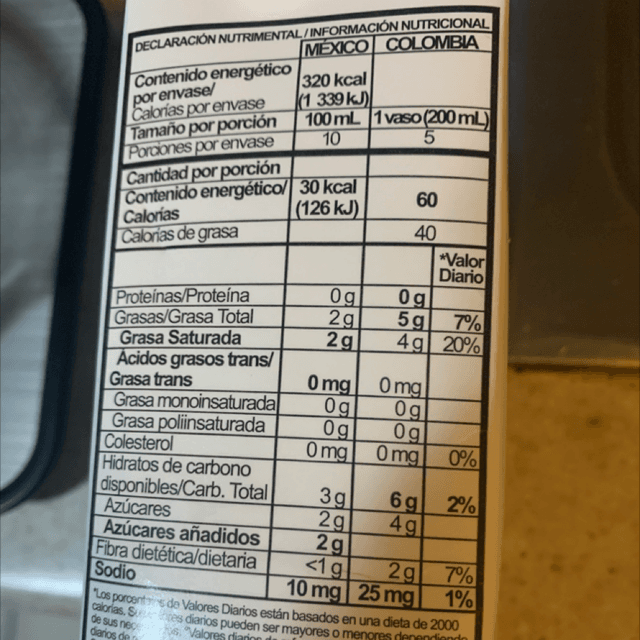 DECLARACIÓN NUTRIMENTAL / INFORMACIÓN NUTRICIONAL
MÉXICO COLOMBIA
Contenido energético
por envase/ 320 kcal
Calorías por envase (1 339 kJ)
Tamaño por porción 100 mL 1 vaso (200 mL)
Porciones por envase 10 5
Cantidad por porción
Contenido energético/ 30 kcal 60
Calorías (126 kJ)
Calorías de grasa 40
*Valor
Diario
Proteínas/Proteína 0 g 0 g
Grasas/Grasa Total 2 g 5 g 7%
Grasa Saturada 2 g 4 g 20%
Ácidos grasos trans/
Grasa trans 0 mg 0 mg
Grasa monoinsaturada 0 g 0 g
Grasa poliinsaturada 0 g 0 g
Colesterol 0 mg 0 mg 0%
Hidratos de carbono
disponibles/Carb. Total 3 g 6 g 2%
Azúcares 2 g 4 g
Azúcares añadidos 2 g
Fibra dietética/dietaria <1 g 2 g 7%
Sodio 10 mg 25 mg 1%
*Los de Valores Diarios están basados en una dieta de 2000
calorías. diarios pueden ser mayores o menores dependiendo
de sus *Valores diarios
diarios de